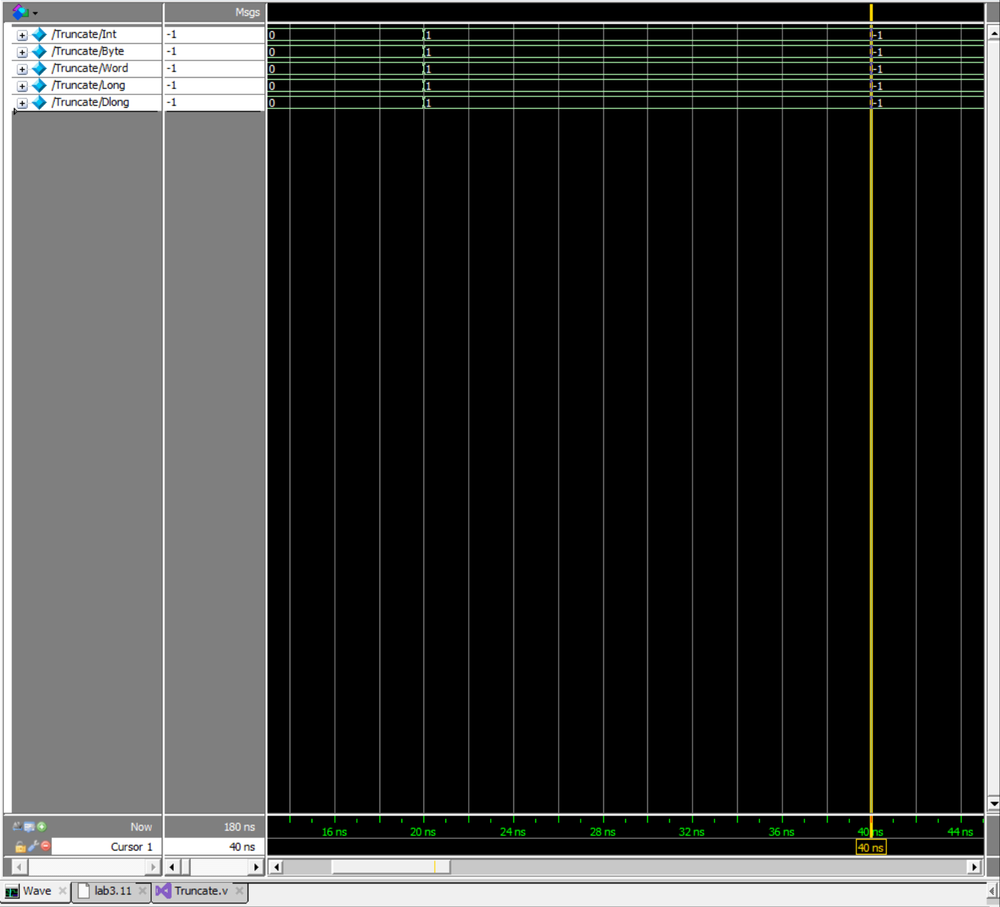 Msgs
/Truncate/Int -1 0 1 -1
/Truncate/Byte -1 0 1 -1
/Truncate/Word -1 0 1 -1
/Truncate/Long -1 0 1 -1
/Truncate/Dlong -1 0 1 -1
Now 180 ns 16 ns 20 ns 24 ns 28 ns 32 ns 36 ns 40 ns 44 ns
Cursor 1 40 ns 40 ns
Wave lab3.11 Truncate.v